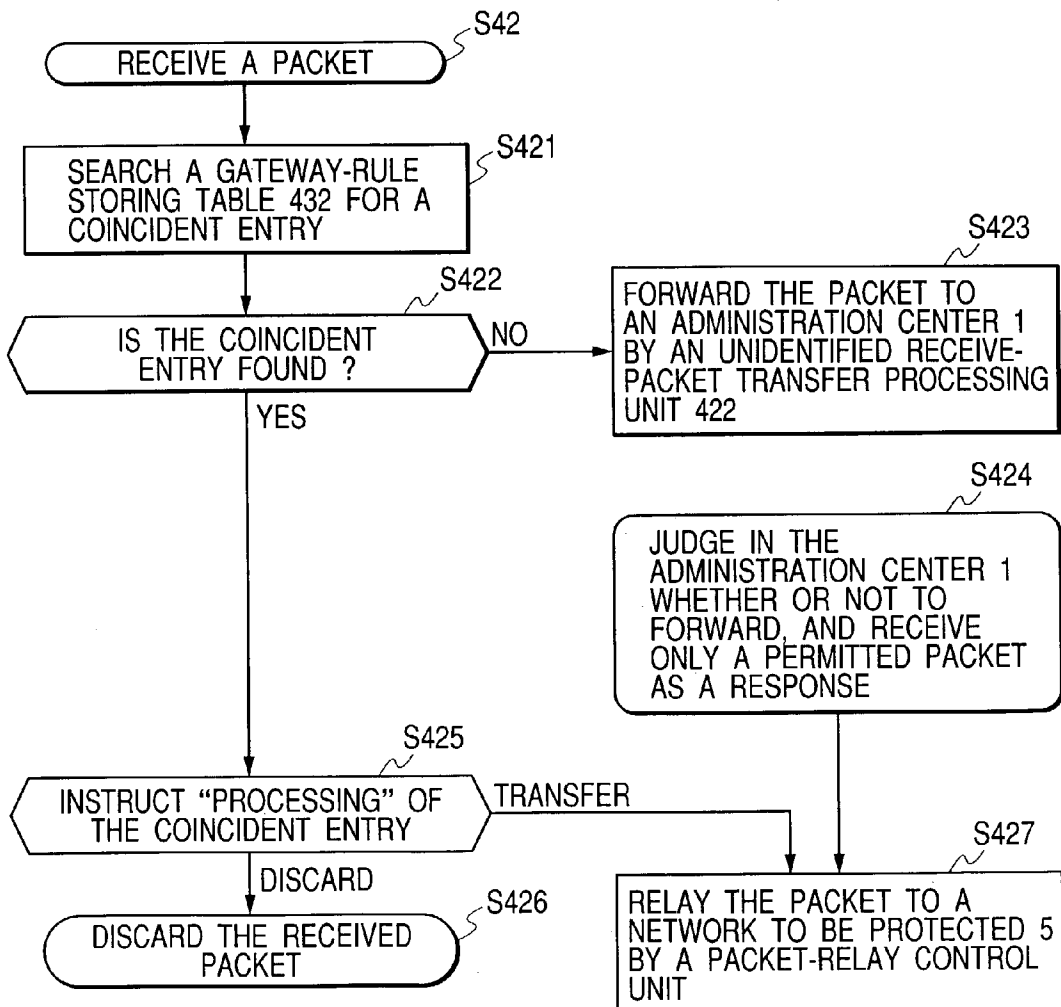 S42
RECEIVE A PACKET
S421
SEARCH A GATEWAY-RULE
STORING TABLE 432 FOR A
COINCIDENT ENTRY
S422
IS THE COINCIDENT
ENTRY FOUND ?
NO
YES
S423
FORWARD THE PACKET TO
AN ADMINISTRATION CENTER 1
BY AN UNIDENTIFIED RECEIVE-
PACKET TRANSFER PROCESSING
UNIT 422
S424
JUDGE IN THE
ADMINISTRATION CENTER 1
WHETHER OR NOT TO
FORWARD, AND RECEIVE
ONLY A PERMITTED PACKET
AS A RESPONSE
S425
INSTRUCT “PROCESSING” OF
THE COINCIDENT ENTRY
TRANSFER
DISCARD
S426
DISCARD THE RECEIVED
PACKET
S427
RELAY THE PACKET TO A
NETWORK TO BE PROTECTED 5
BY A PACKET-RELAY CONTROL
UNIT